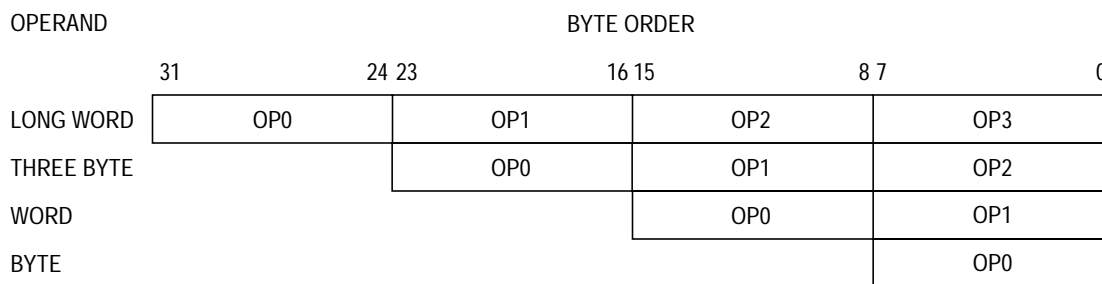 OPERAND BYTE ORDER
31 24 23 16 15 8 7 0
LONG WORD OP0 OP1 OP2 OP3
THREE BYTE OP0 OP1 OP2
WORD OP0 OP1
BYTE OP0